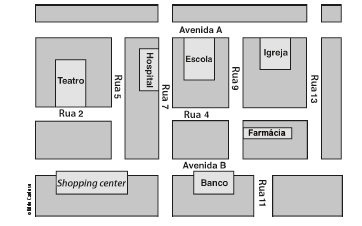 Avenida A
Teatro
Rua 5
Hospital
Rua 7
Escola
Rua 9
Igreja
Rua 13
Rua 2
Rua 4
Farmácia
Avenida B
Shopping center
Banco
Rua 11